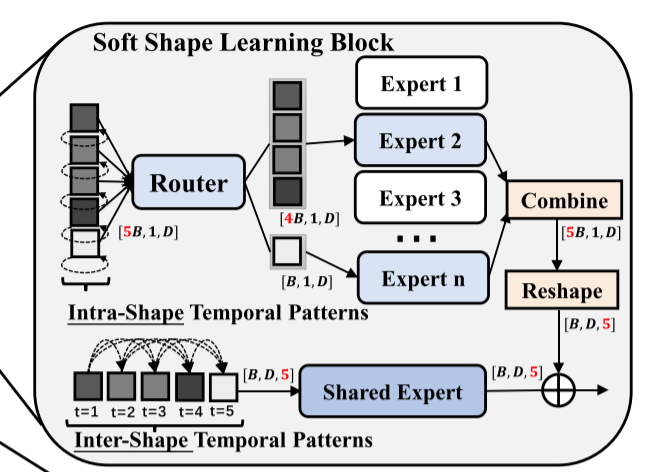 Soft Shape Learning Block
Expert 1
Expert 2
Router
Expert 3
Combine
[5B, 1, D]
[4B, 1, D]
[5B, 1, D]
...
Expert n
Reshape
[B, 1, D]
Intra-Shape Temporal Patterns
[B, D, 5]
[B, D, 5]
Shared Expert
[B, D, 5]
t=1 t=2 t=3 t=4 t=5
Inter-Shape Temporal Patterns